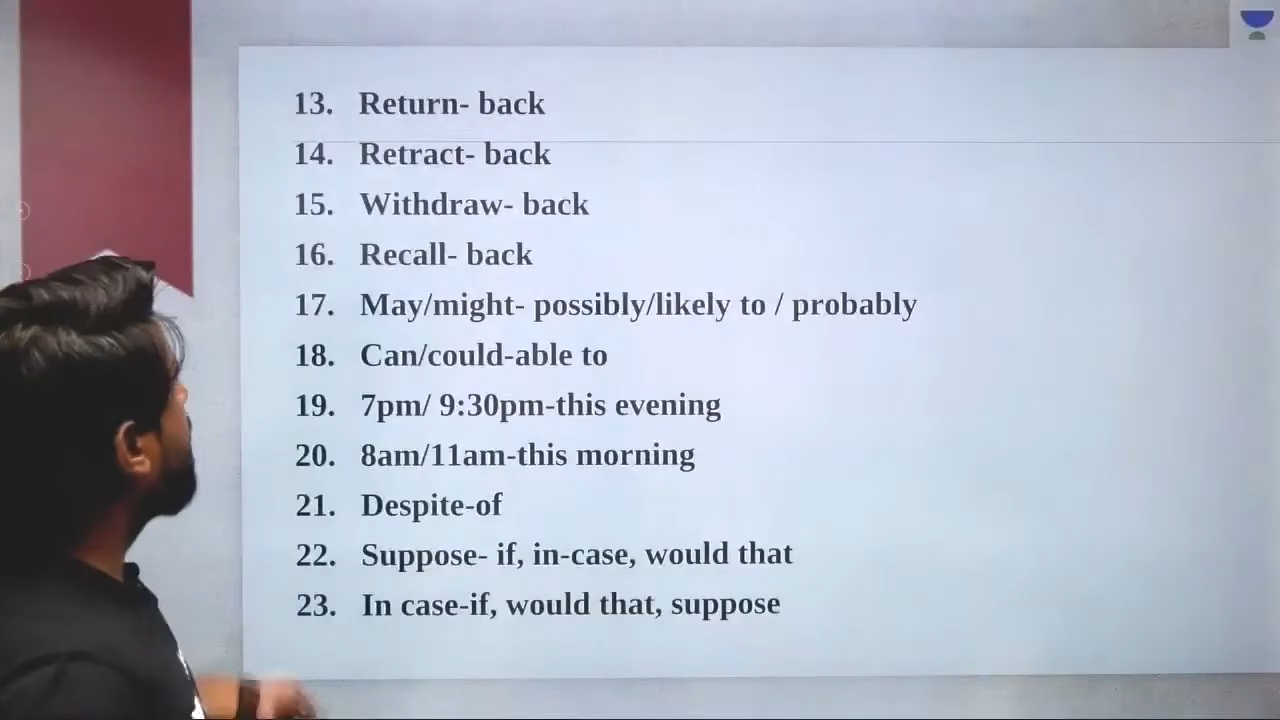 13. Return- back
14. Retract- back
15. Withdraw- back
16. Recall- back
17. May/might- possibly/likely to / probably
18. Can/could-able to
19. 7pm/ 9:30pm-this evening
20. 8am/11am-this morning
21. Despite-of
22. Suppose- if, in-case, would that
23. In case-if, would that, suppose